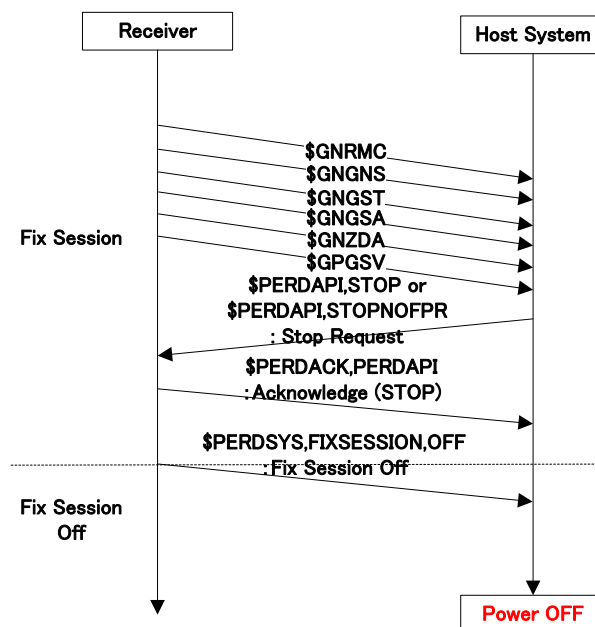 Receiver
Host System
$GNRMC
$GNGNS
$GNGST
$GNGSA
Fix Session
$GNZDA
$GPGSV
$PERDAPI,STOP or
$PERDAPI,STOPNOFPR
: Stop Request
$PERDACK,PERDAPI
:Acknowledge (STOP)
$PERDSYS,FIXSESSION,OFF
:Fix Session Off
Fix Session
Off
Power OFF